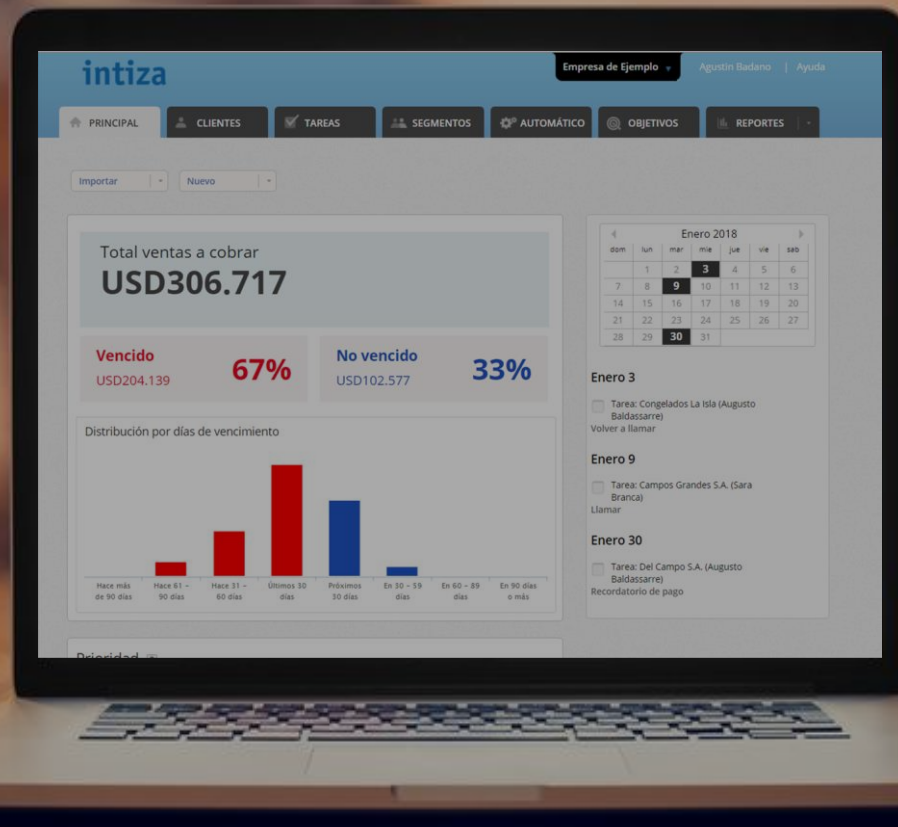 intiza
Empresa de Ejemplo
Agustín Badano | Ayuda
PRINCIPAL
CLIENTES
TAREAS
SEGMENTOS
AUTOMÁTICO
OBJETIVOS
REPORTES
Importar
Nuevo
Total ventas a cobrar
USD306.717
Vencido
USD204.139
67%
No vencido
USD102.577
33%
Distribución por días de vencimiento
Hace más
de 90 días
Hace 61 –
90 días
Hace 31 –
60 días
Últimos 30
días
Próximos
30 días
En 30 – 59
días
En 60 – 89
días
En 90 días
o más
Prioridad
Enero 2018
dom lun mar mie jue vie sab
1 2 3 4 5 6
7 8 9 10 11 12 13
14 15 16 17 18 19 20
21 22 23 24 25 26 27
28 29 30 31
Enero 3
Tarea: Congelados La Isla (Augusto
Baldassarre)
Volver a llamar
Enero 9
Tarea: Campos Grandes S.A. (Sara
Branca)
Llamar
Enero 30
Tarea: Del Campo S.A. (Augusto
Baldassarre)
Recordatorio de pago